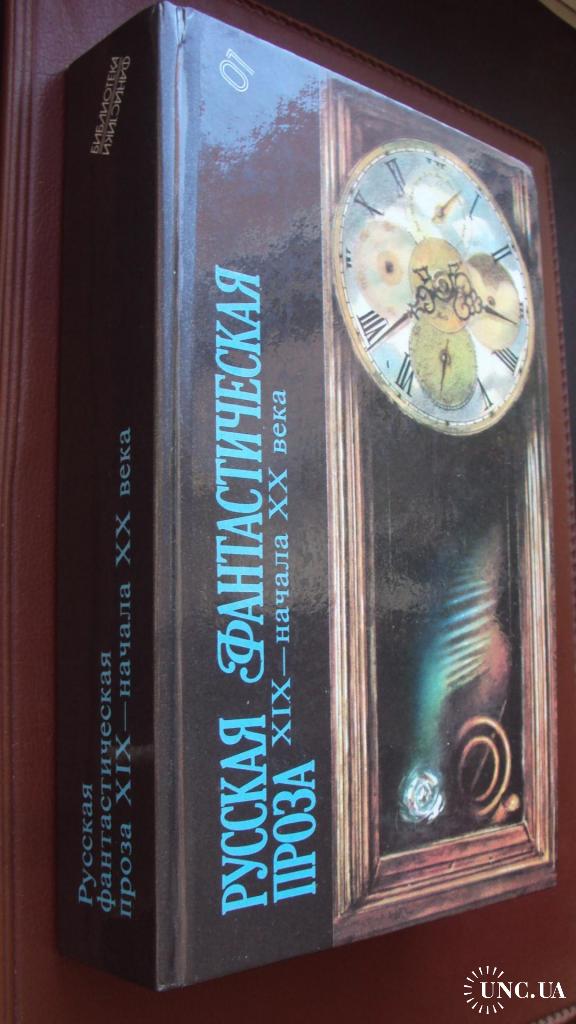 БИБЛИОТЕКА
ФАНТАСТИКИ
Русская
фантастическая
проза XIX—начала XX века
01
РУССКАЯ ФАНТАСТИЧЕСКАЯ
ПРОЗА XIX—начала XX века
UNC.UA